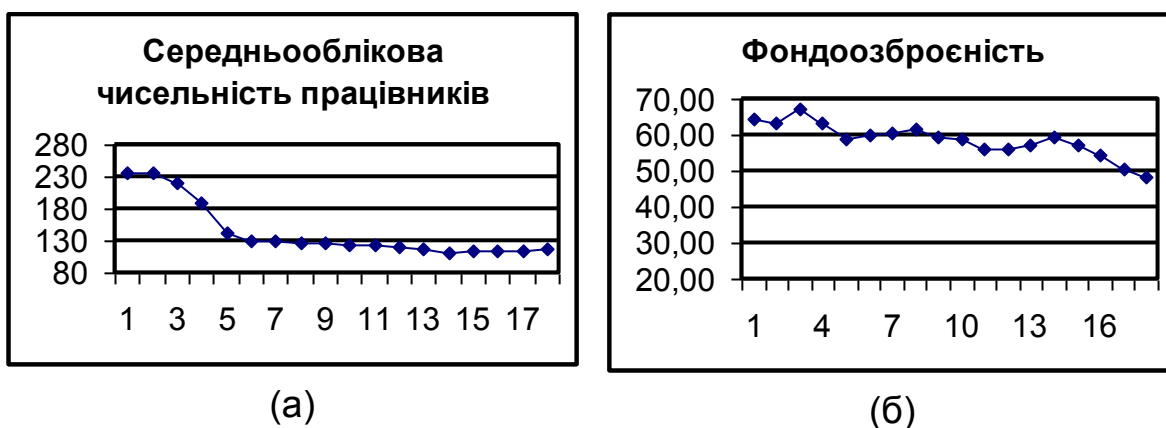 Середньооблікова
чисельність працівників
280
230
180
130
80
1 3 5 7 9 11 13 15 17
(а)
Фондоозброєність
70,00
60,00
50,00
40,00
30,00
20,00
1 4 7 10 13 16
(б)